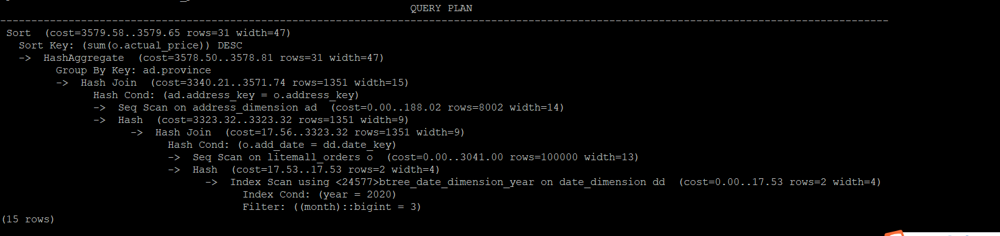 QUERY PLAN
----------------------------------------------------------------------------------------------------------------------------------------------
Sort  (cost=3579.58..3579.65 rows=31 width=47)
  Sort Key: (sum(o.actual_price)) DESC
  ->  HashAggregate  (cost=3578.50..3578.81 rows=31 width=47)
        Group By Key: ad.province
        ->  Hash Join  (cost=3340.21..3571.74 rows=1351 width=15)
              Hash Cond: (ad.address_key = o.address_key)
              ->  Seq Scan on address_dimension ad  (cost=0.00..188.02 rows=8002 width=14)
              ->  Hash  (cost=3323.32..3323.32 rows=1351 width=9)
                    ->  Hash Join  (cost=17.56..3323.32 rows=1351 width=9)
                          Hash Cond: (o.add_date = dd.date_key)
                          ->  Seq Scan on litemall_orders o  (cost=0.00..3041.00 rows=100000 width=13)
                          ->  Hash  (cost=17.53..17.53 rows=2 width=4)
                                ->  Index Scan using <24577>btree_date_dimension_year on date_dimension dd  (cost=0.00..17.53 rows=2 width=4)
                                      Index Cond: (year = 2020)
                                      Filter: ((month)::bigint = 3)
(15 rows)